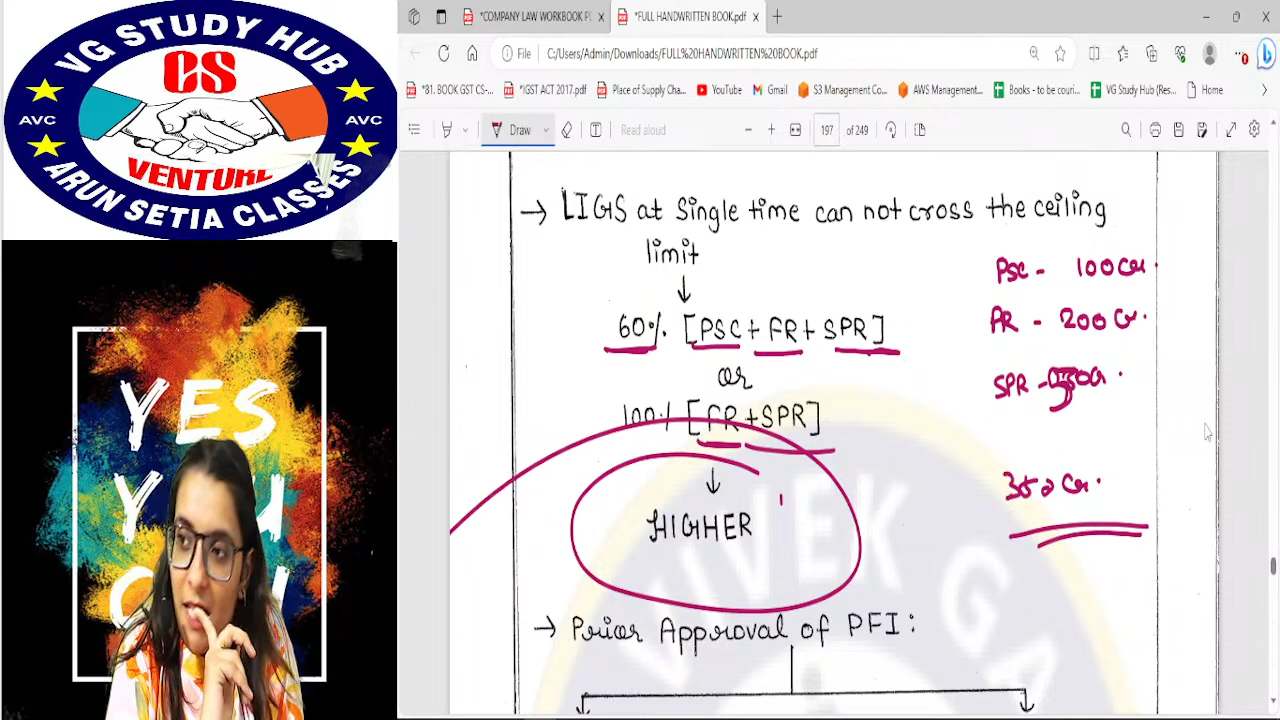 VG STUDY HUB
CS
AVC
AVC
VENTURE
ARUN SETIA CLASSES
YES
Y
*COMPANY LAW WORKBOOK P
*FULL HANDWRITTEN BOOK.pdf
File
C:/Users/Admin/Downloads/FULL%20HANDWRITTEN%20BOOK.pdf
*81. BOOK GST CS-...
*IGST ACT 2017.pdf
Place of Supply Cha...
YouTube
Gmail
S3 Management Co...
AWS Management...
Books - to be couri...
VG Study Hub (Res...
Home
Draw
Read aloud
197
of 249
→ LIGS at Single time can not cross the ceiling
limit
60% [PSC + FR + SPR]
or
100% [FR + SPR]
HIGHER
→ Prior Approval of PFI:
PSC - 100 Cr.
FR - 200 Cr.
350 Cr.
VIVEK G